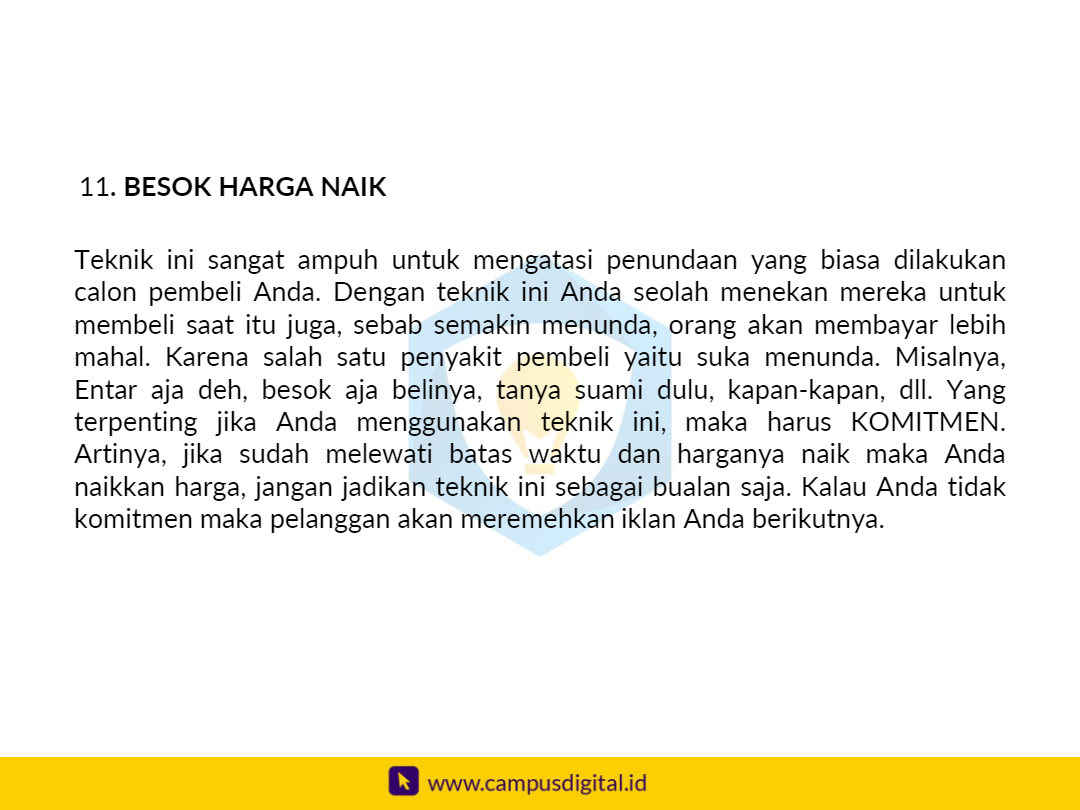 11. BESOK HARGA NAIK
Teknik ini sangat ampuh untuk mengatasi penundaan yang biasa dilakukan
calon pembeli Anda. Dengan teknik ini Anda seolah menekan mereka untuk
membeli saat itu juga, sebab semakin menunda, orang akan membayar lebih
mahal. Karena salah satu penyakit pembeli yaitu suka menunda. Misalnya,
Entar aja deh, besok aja belinya, tanya suami dulu, kapan-kapan, dll. Yang
terpenting jika Anda menggunakan teknik ini, maka harus KOMITMEN.
Artinya, jika sudah melewati batas waktu dan harganya naik maka Anda
naikkan harga, jangan jadikan teknik ini sebagai bualan saja. Kalau Anda tidak
komitmen maka pelanggan akan meremehkan iklan Anda berikutnya.
www.campusdigital.id